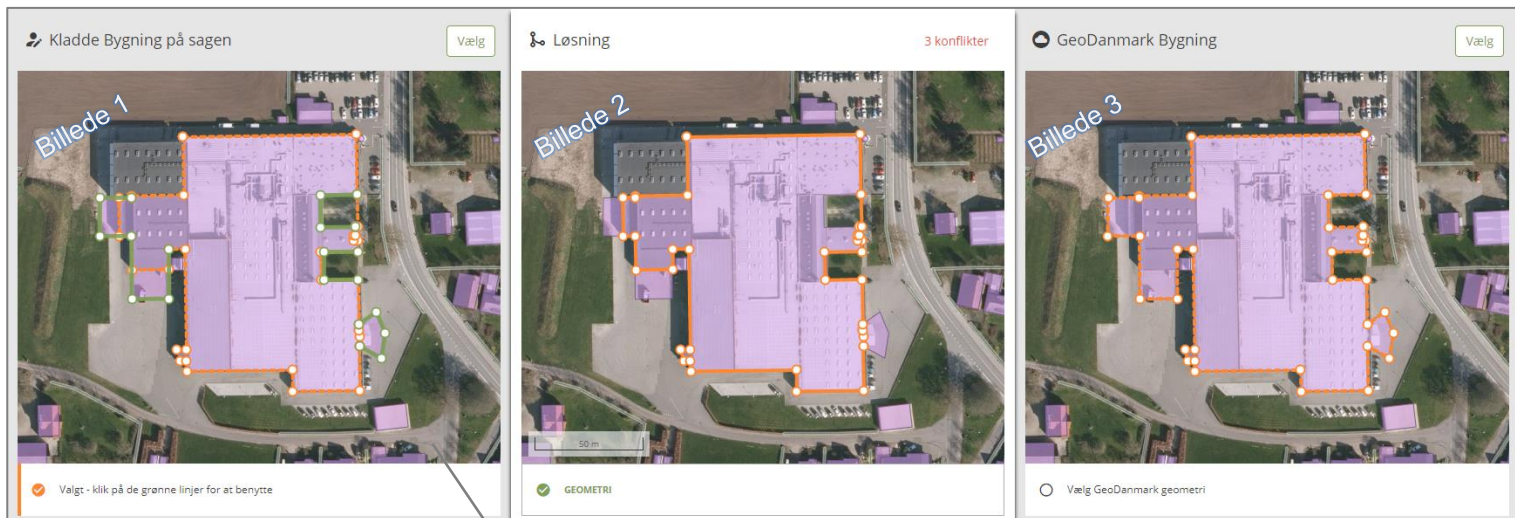 Kladde Bygning på sagen
Vælg
Billede 1
Valgt - klik på de grønne linjer for at benytte
Løsning
3 konflikter
Billede 2
50 m
GEOMETRI
GeoDanmark Bygning
Vælg
Billede 3
Vælg GeoDanmark geometri